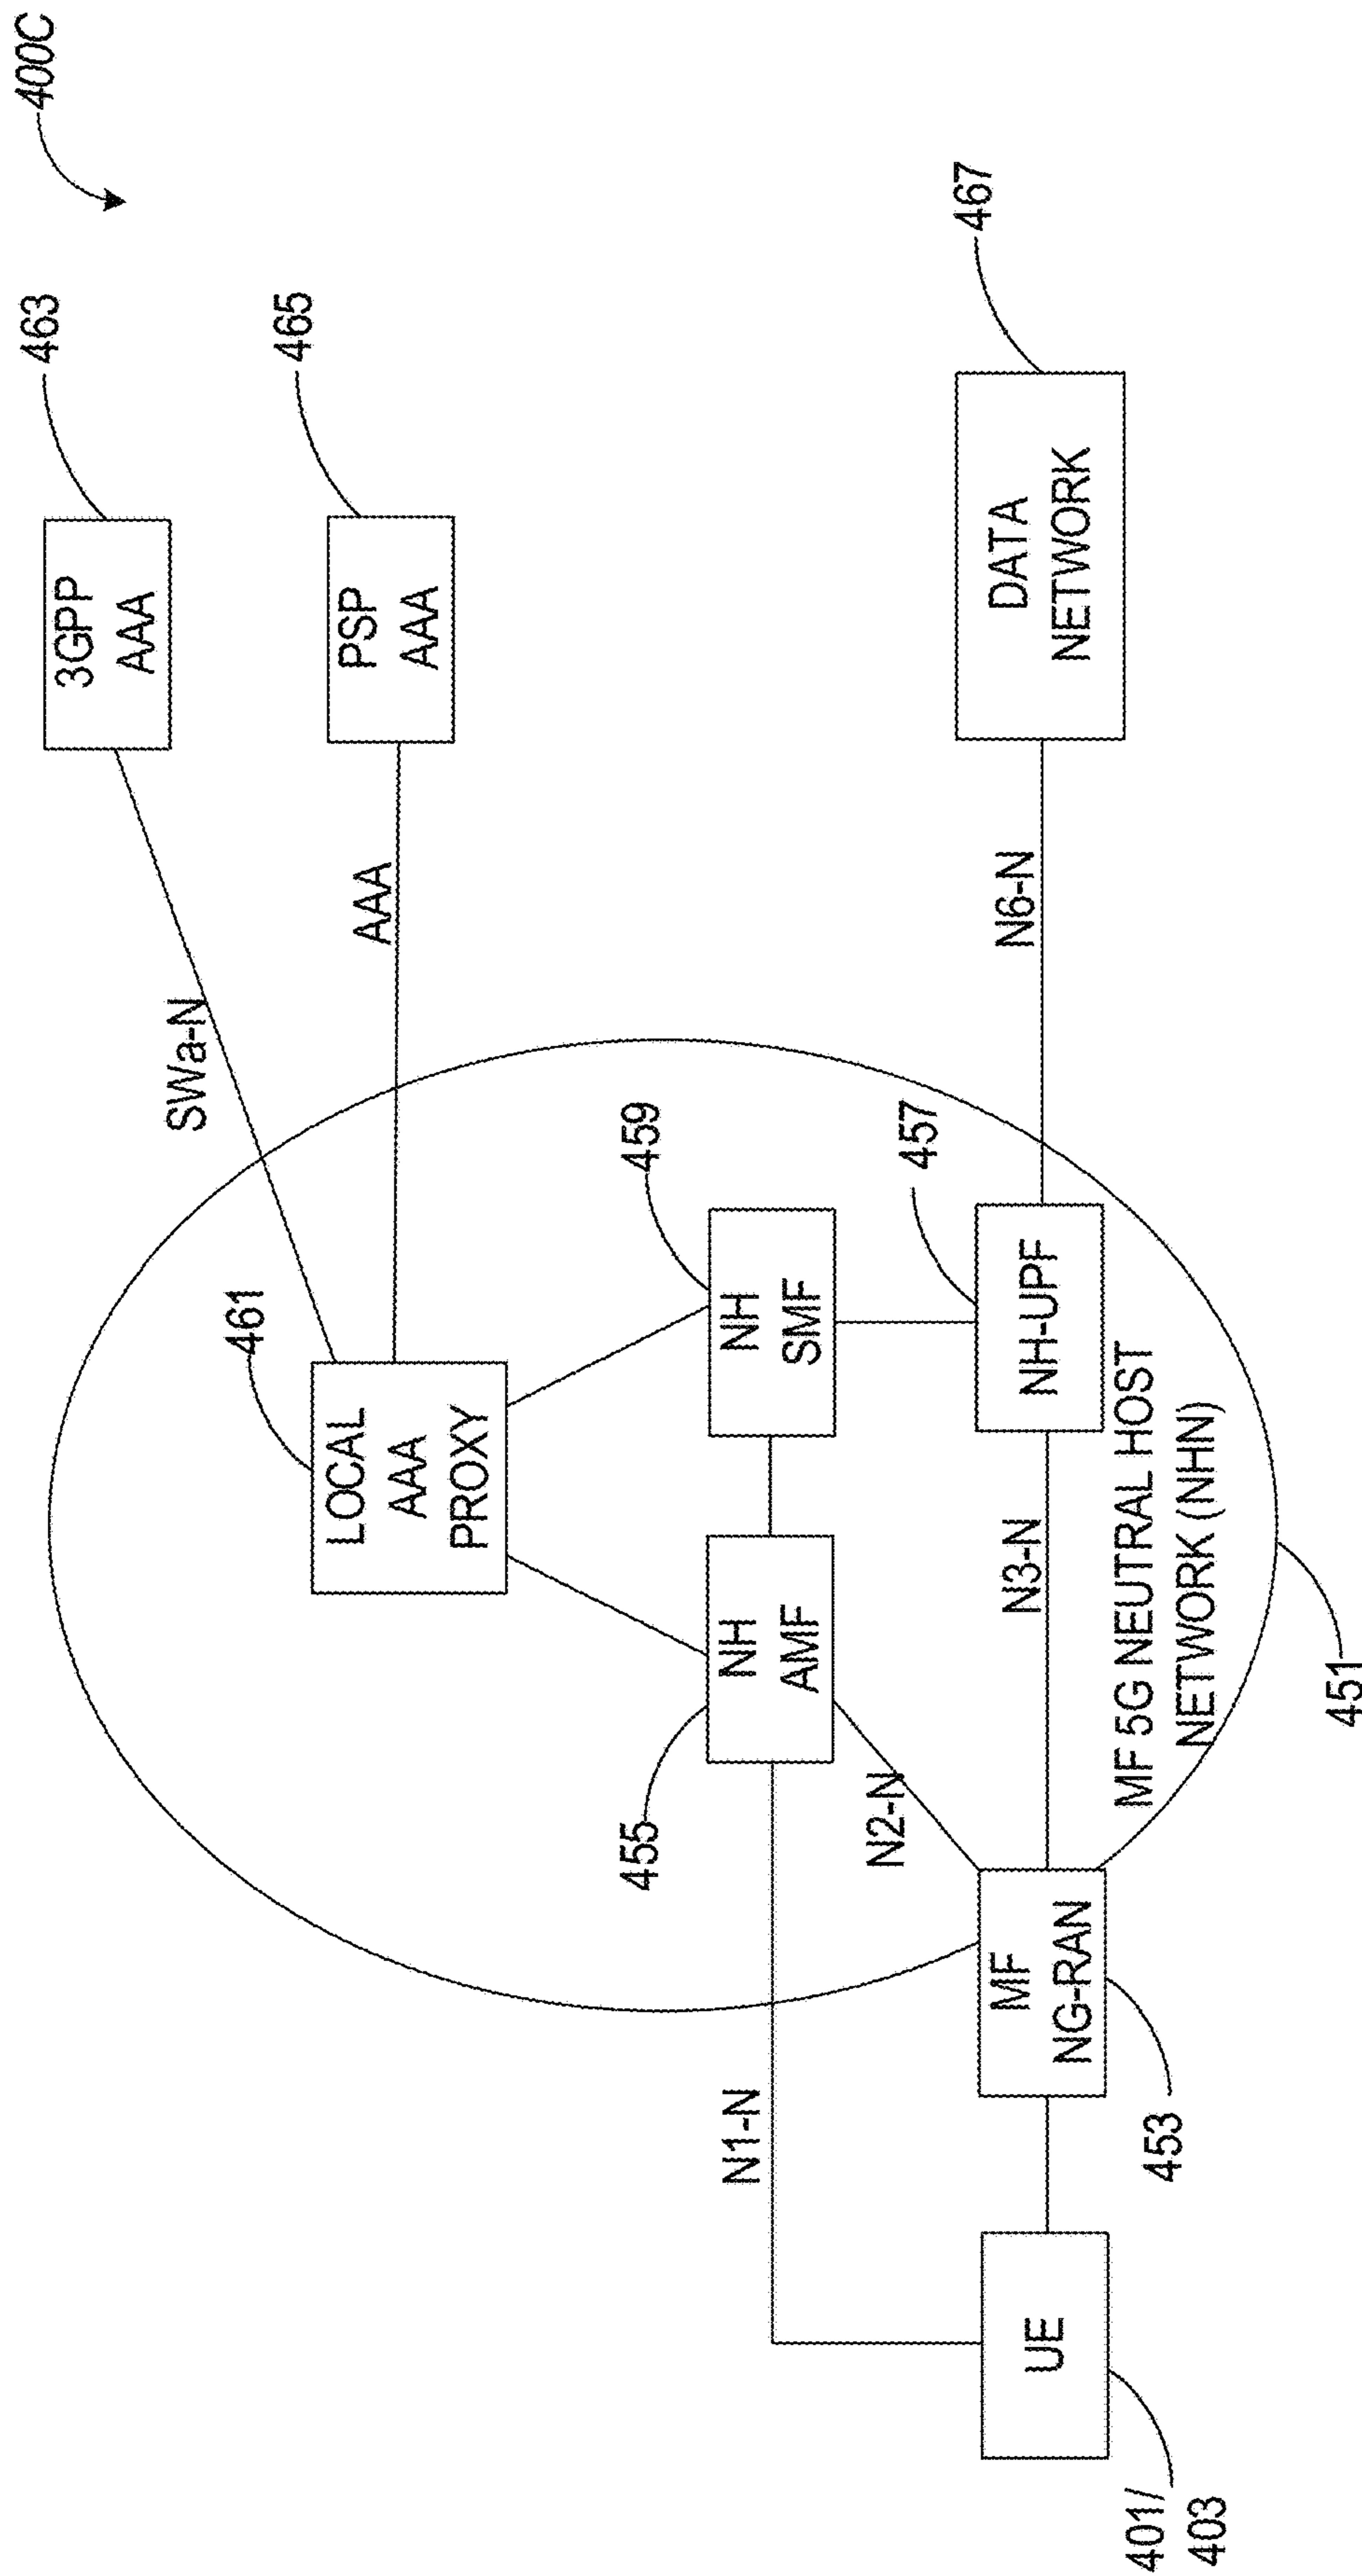 400C
463
3GPP
AAA
465
PSP
AAA
SWa-N
AAA
461
LOCAL
AAA
PROXY
459
NH
SMF
467
DATA
NETWORK
455
NH
AMF
457
NH-UPF
N6-N
N1-N
N2-N
N3-N
MF
NG-RAN
453
UE
401/
403
MF 5G NEUTRAL HOST
NETWORK (NHN)
451